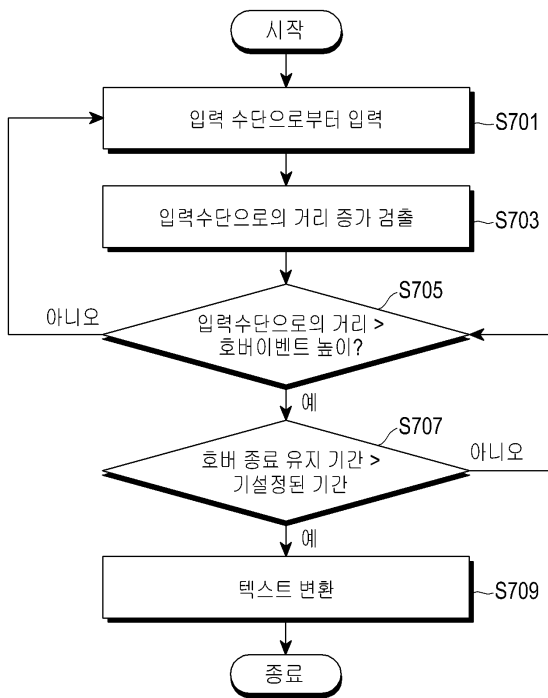 시작
입력 수단으로부터 입력
S701
입력수단으로의 거리 증가 검출
S703
S705
입력수단으로의 거리 >
호버이벤트 높이?
아니오
예
S707
호버 종료 유지 기간 >
기설정된 기간
아니오
예
텍스트 변환
S709
종료